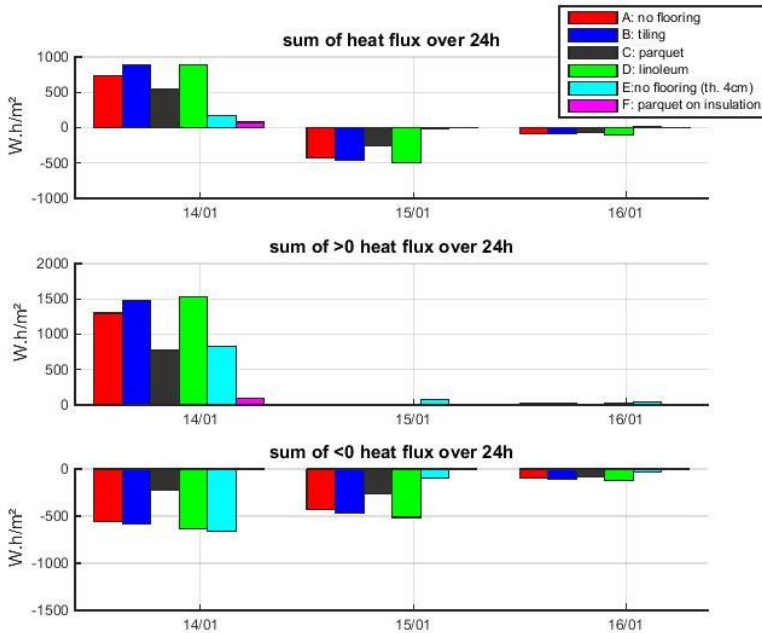 sum of heat flux over 24h
A: no flooring
B: tiling
C: parquet
D: linoleum
E:no flooring (th. 4cm)
F: parquet on insulation
W.h/m²
1000
500
0
-500
-1000
14/01
15/01
16/01
sum of >0 heat flux over 24h
W.h/m²
2000
1500
1000
500
0
14/01
15/01
16/01
sum of <0 heat flux over 24h
W.h/m²
0
-500
-1000
-1500
14/01
15/01
16/01